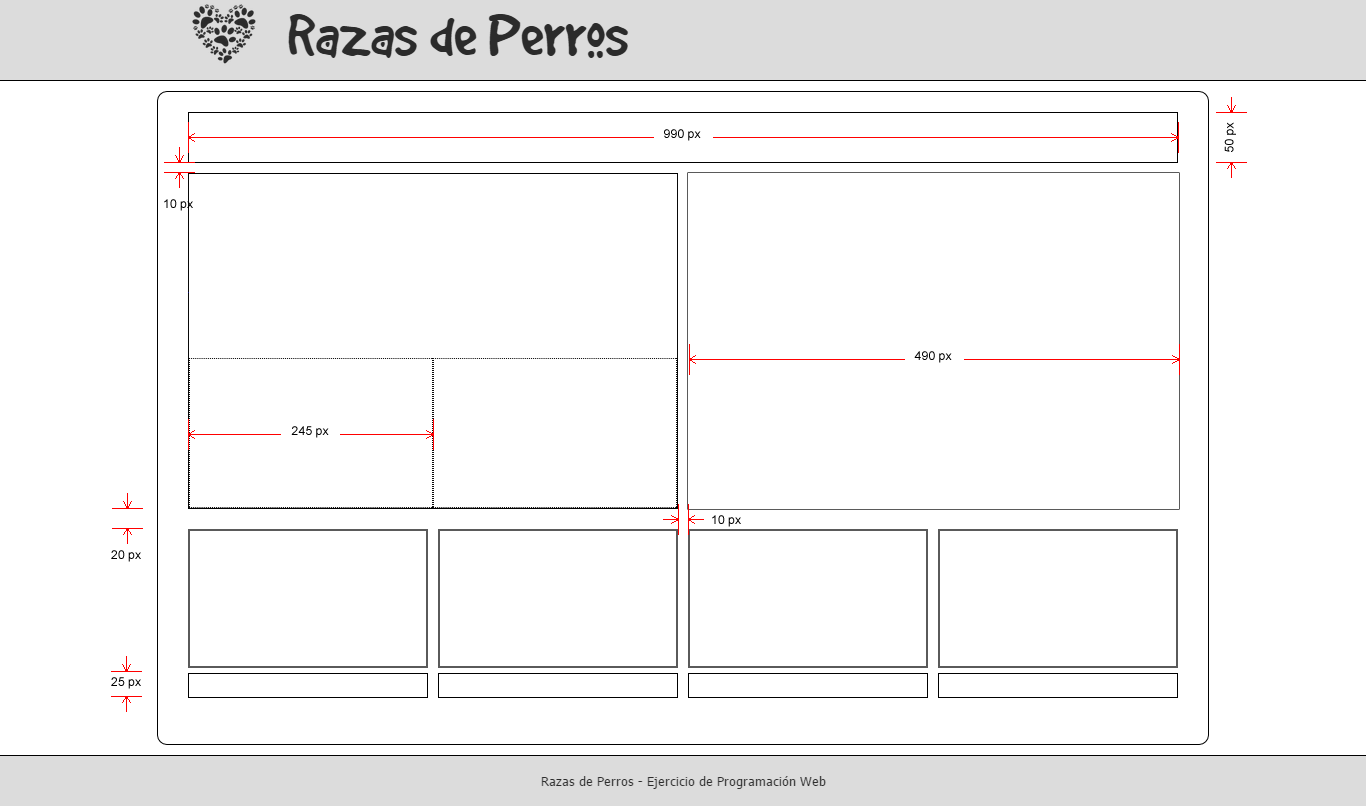 Razas de Perros
990 px
50 px
10 px
490 px
245 px
10 px
20 px
25 px
Razas de Perros - Ejercicio de Programación Web